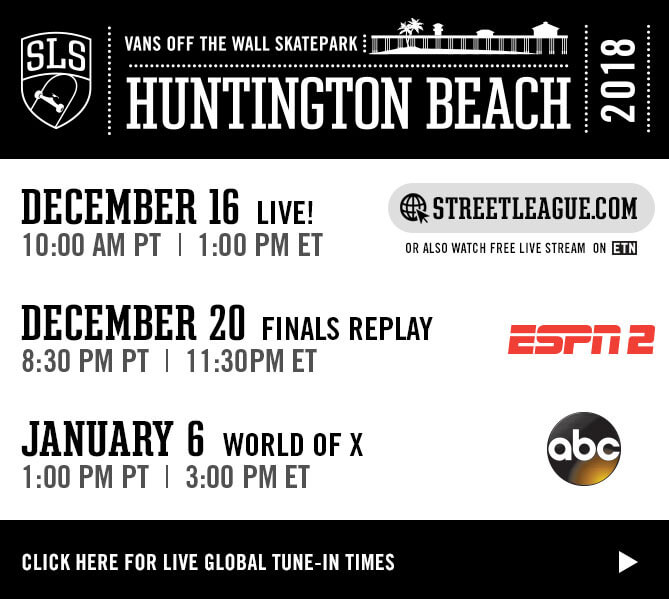 SLS
VANS OFF THE WALL SKATEPARK
HUNTINGTON BEACH
2018
DECEMBER 16 LIVE!
10:00 AM PT | 1:00 PM ET
STREETLEAGUE.COM
OR ALSO WATCH FREE LIVE STREAM ON ETN
DECEMBER 20 FINALS REPLAY
8:30 PM PT | 11:30PM ET
ESPN 2
JANUARY 6 WORLD OF X
1:00 PM PT | 3:00 PM ET
abc
CLICK HERE FOR LIVE GLOBAL TUNE-IN TIMES